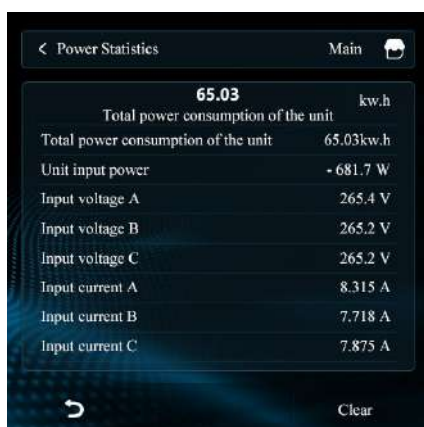 < Power Statistics Main
65.03 kw.h
Total power consumption of the unit
Total power consumption of the unit 65.03kw.h
Unit input power - 681.7 W
Input voltage A 265.4 V
Input voltage B 265.2 V
Input voltage C 265.2 V
Input current A 8.315 A
Input current B 7.718 A
Input current C 7.875 A
Clear